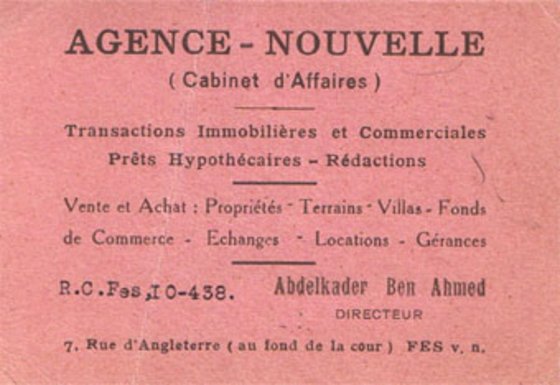 AGENCE - NOUVELLE
( Cabinet d'Affaires )
Transactions Immobilières et Commerciales
Prêts Hypothécaires - Rédactions
Vente et Achat : Propriétés - Terrains - Villas - Fonds
de Commerce - Echanges - Locations - Gérances
R.C.Fes,IO-438. Abdelkader Ben Ahmed
DIRECTEUR
7, Rue d'Angleterre ( au fond de la cour ) FES v. n.